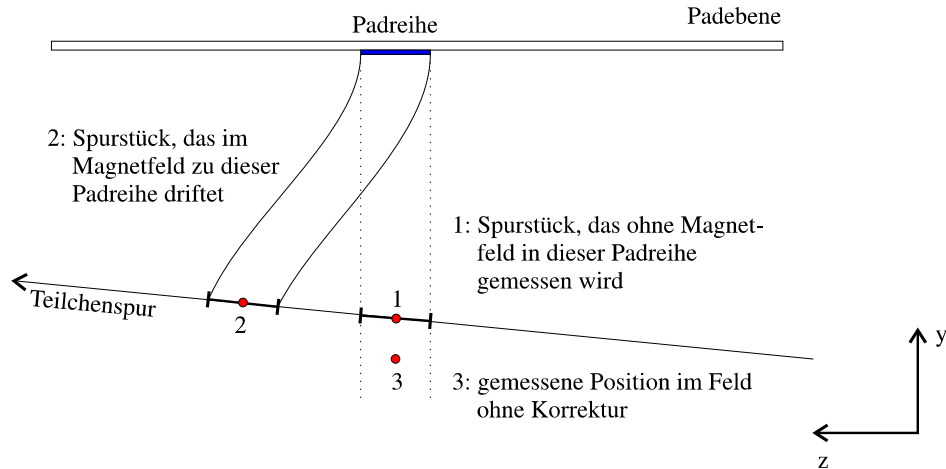 Padreihe
Padebene
2: Spurstück, das im
Magnetfeld zu dieser
Padreihe driftet
1: Spurstück, das ohne Magnet-
feld in dieser Padreihe
gemessen wird
Teilchenspur
2
1
3
3: gemessene Position im Feld
ohne Korrektur
y
z